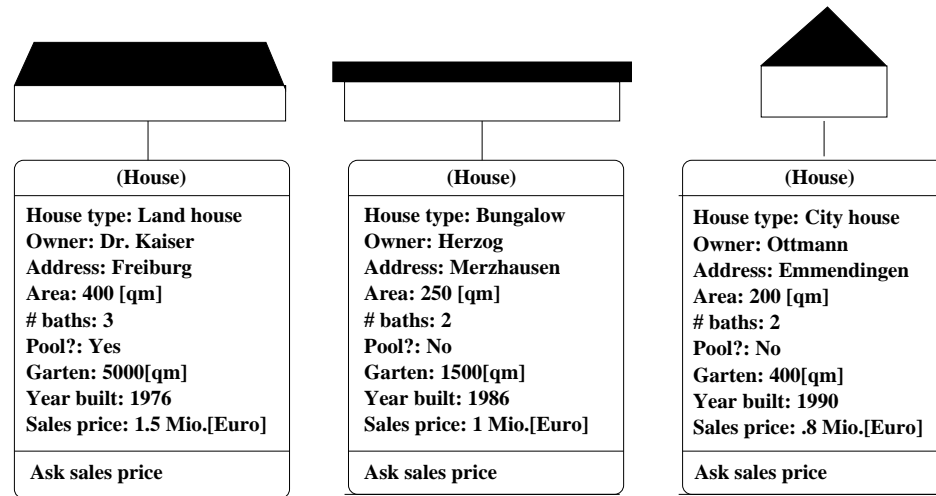 (House)
House type: Land house
Owner: Dr. Kaiser
Address: Freiburg
Area: 400 [qm]
# baths: 3
Pool?: Yes
Garten: 5000[qm]
Year built: 1976
Sales price: 1.5 Mio.[Euro]
Ask sales price
(House)
House type: Bungalow
Owner: Herzog
Address: Merzhausen
Area: 250 [qm]
# baths: 2
Pool?: No
Garten: 1500[qm]
Year built: 1986
Sales price: 1 Mio.[Euro]
Ask sales price
(House)
House type: City house
Owner: Ottmann
Address: Emmendingen
Area: 200 [qm]
# baths: 2
Pool?: No
Garten: 400[qm]
Year built: 1990
Sales price: .8 Mio.[Euro]
Ask sales price